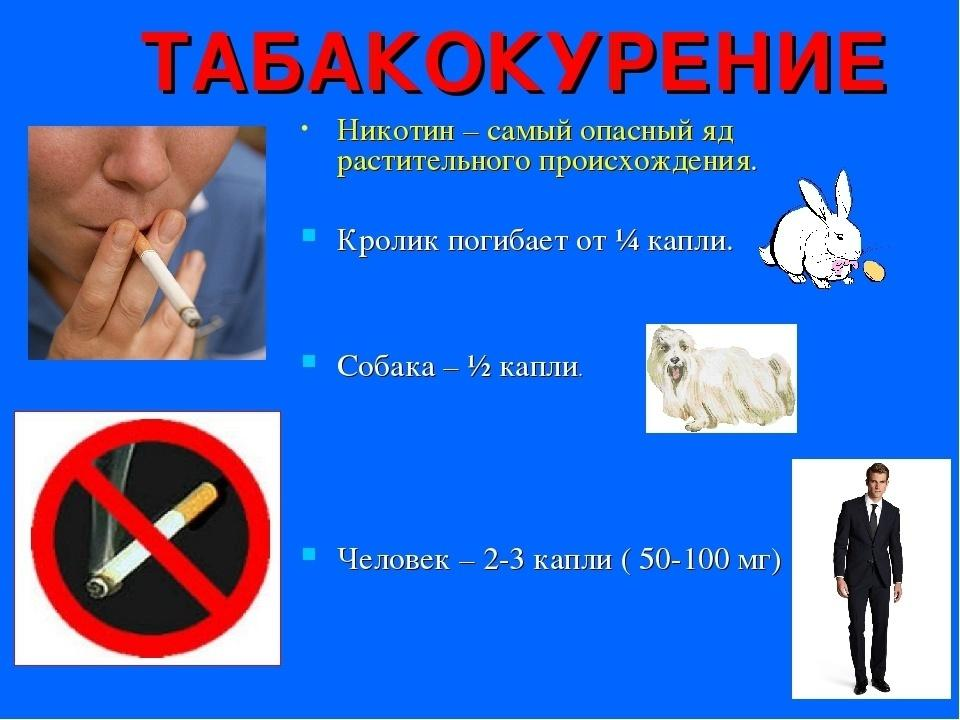 ТАБАКОКУРЕНИЕ
• Никотин – самый опасный яд
растительного происхождения.
Кролик погибает от ¼ капли.
Собака – ½ капли.
Человек – 2-3 капли ( 50-100 мг)